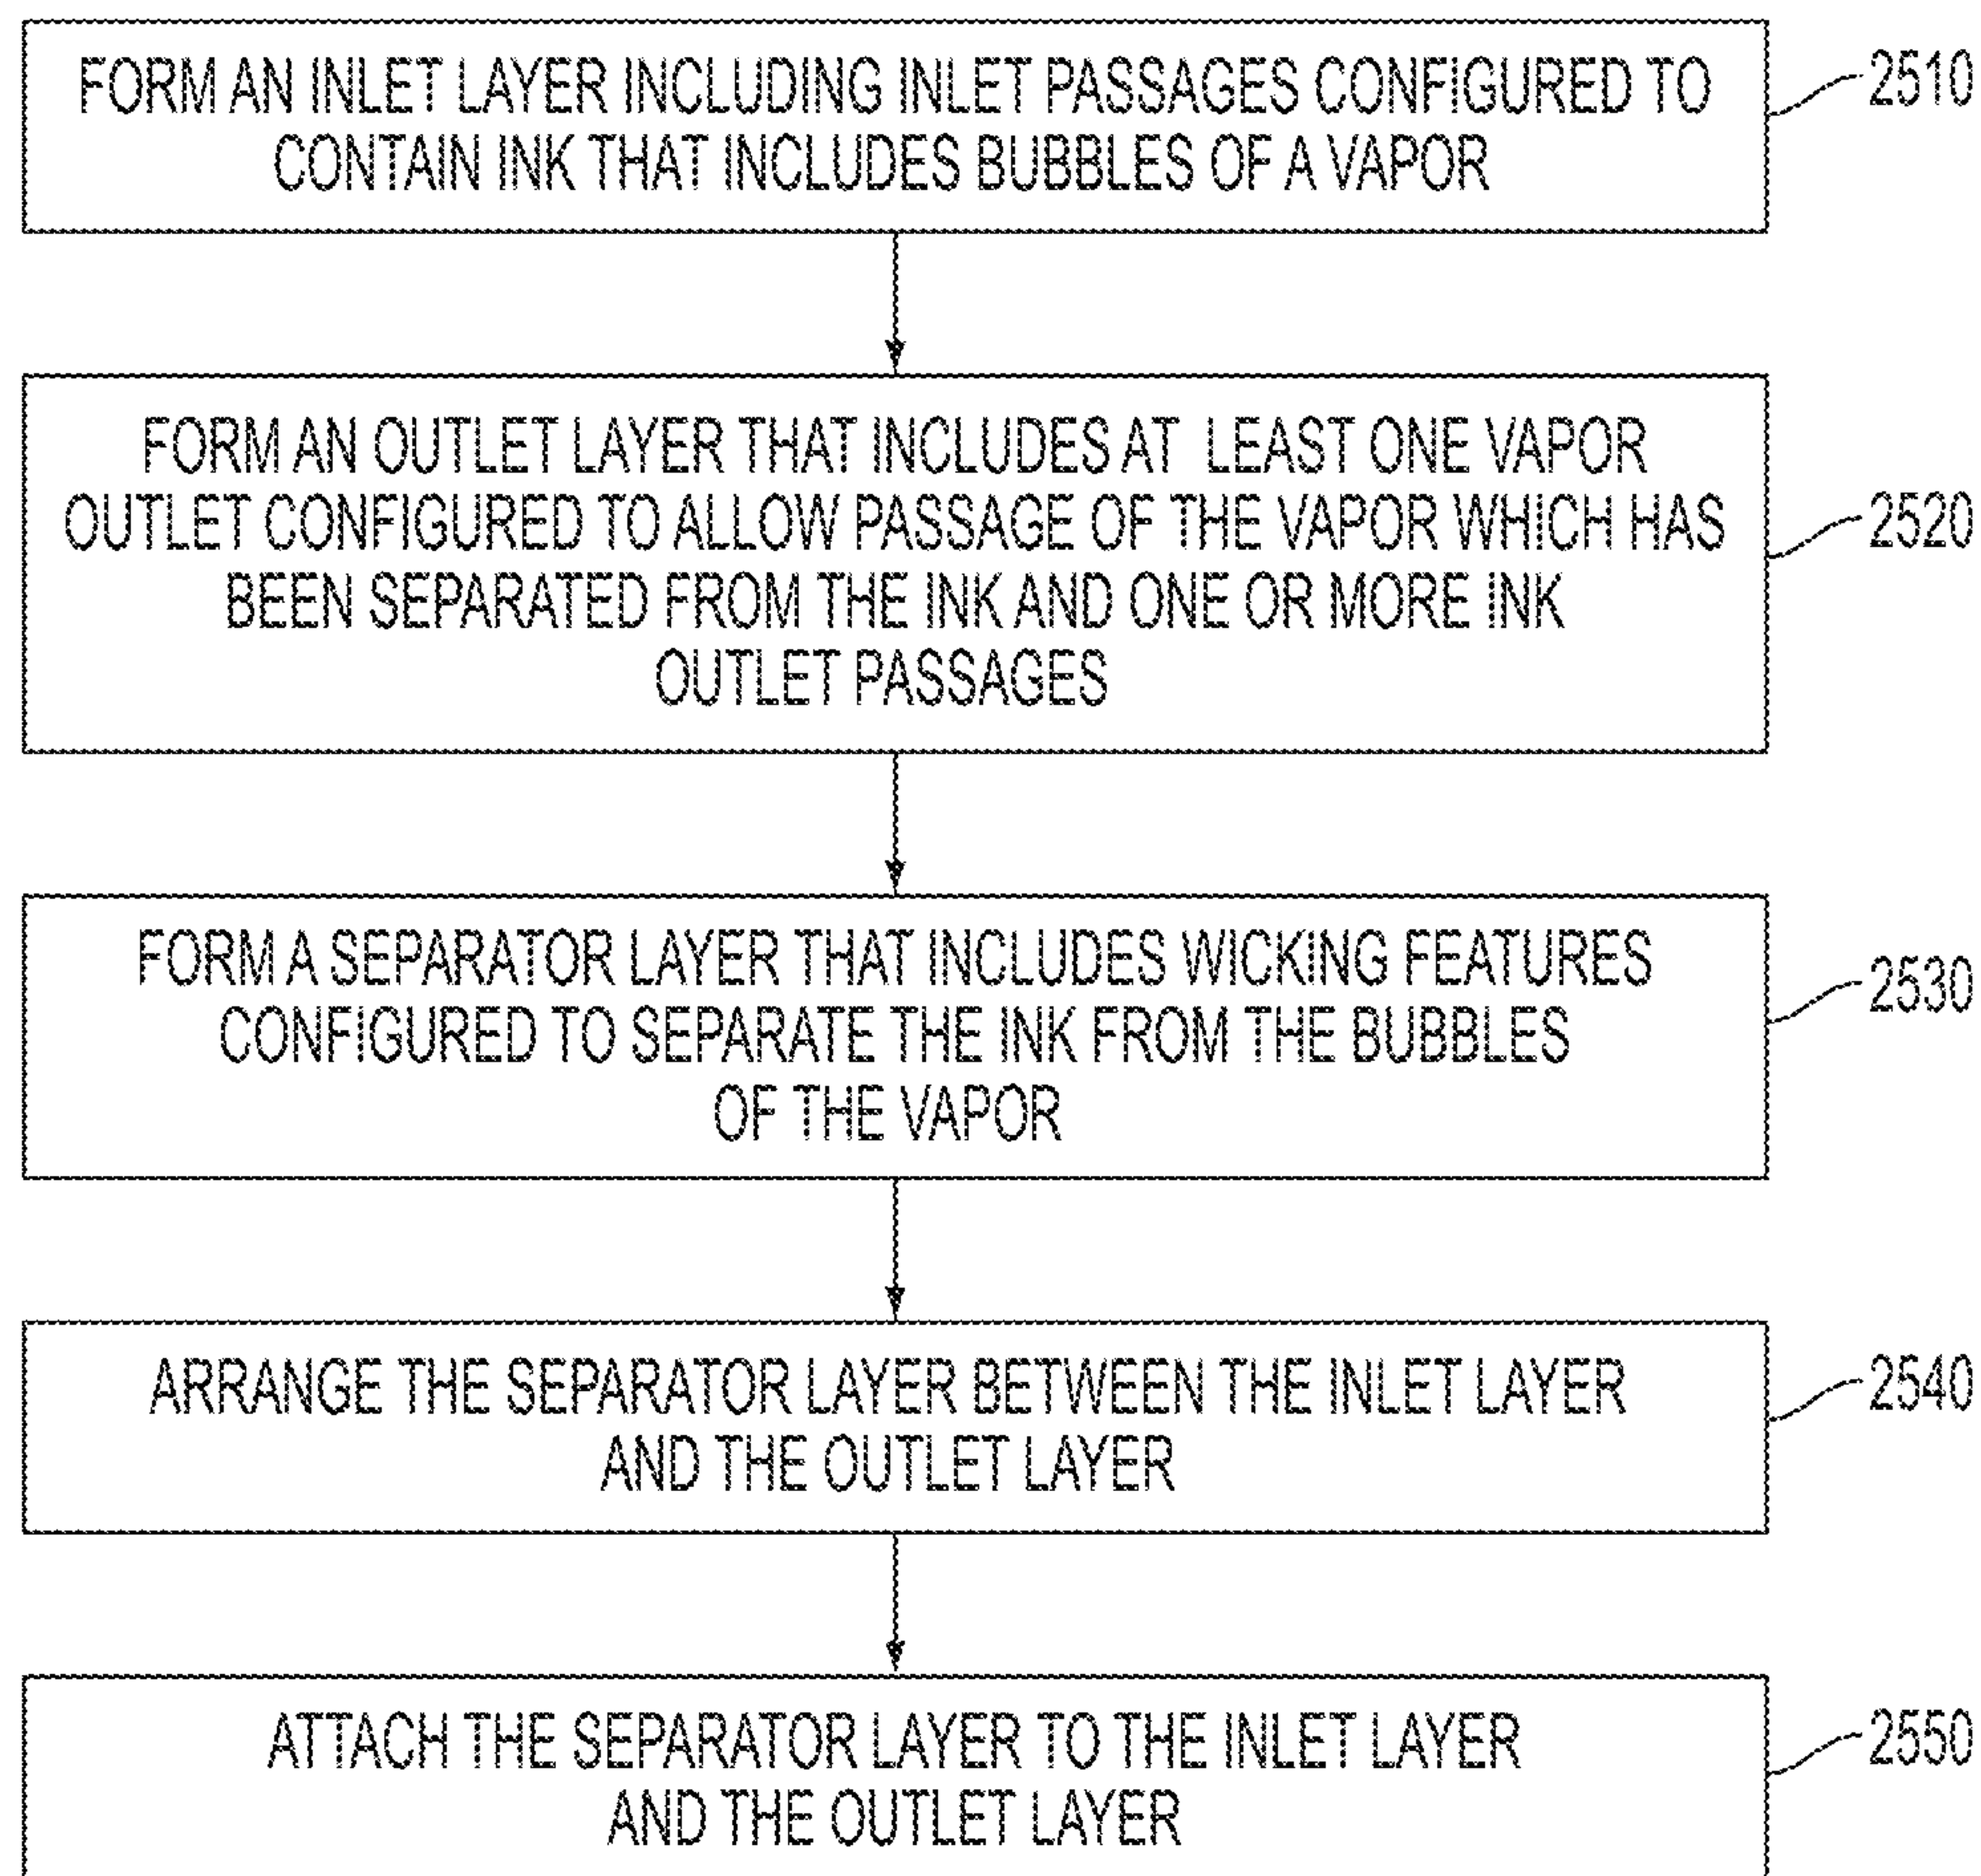 FORM AN INLET LAYER INCLUDING INLET PASSAGES CONFIGURED TO
CONTAIN INK THAT INCLUDES BUBBLES OF A VAPOR
2510
FORM AN OUTLET LAYER THAT INCLUDES AT LEAST ONE VAPOR
OUTLET CONFIGURED TO ALLOW PASSAGE OF THE VAPOR WHICH HAS
BEEN SEPARATED FROM THE INK AND ONE OR MORE INK
OUTLET PASSAGES
2520
FORM A SEPARATOR LAYER THAT INCLUDES WICKING FEATURES
CONFIGURED TO SEPARATE THE INK FROM THE BUBBLES
OF THE VAPOR
2530
ARRANGE THE SEPARATOR LAYER BETWEEN THE INLET LAYER
AND THE OUTLET LAYER
2540
ATTACH THE SEPARATOR LAYER TO THE INLET LAYER
AND THE OUTLET LAYER
2550